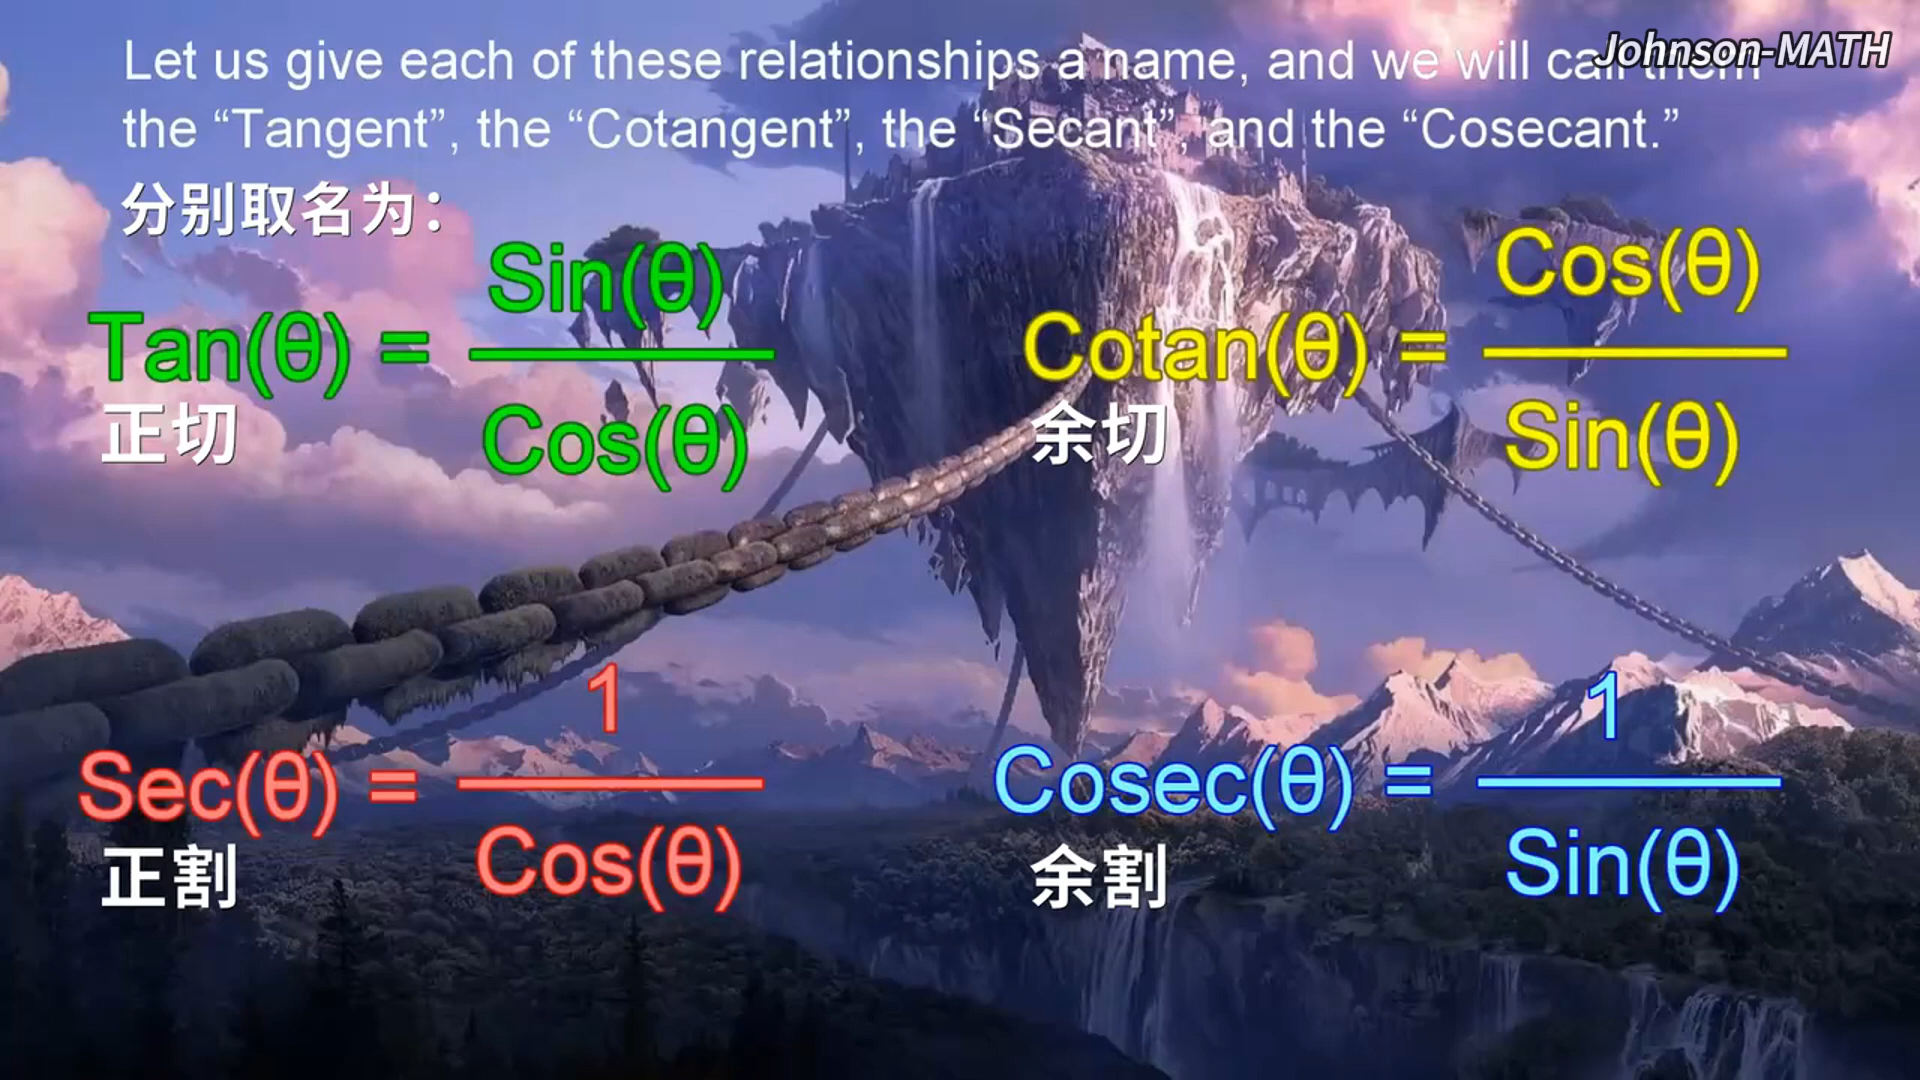 Johnson-MATH
Let us give each of these relationships a name, and we will call them
the “Tangent”, the “Cotangent”, the “Secant”, and the “Cosecant.”
分别取名为：
Tan(θ) = Sin(θ) / Cos(θ)
正切
Cotan(θ) = Cos(θ) / Sin(θ)
余切
Sec(θ) = 1 / Cos(θ)
正割
Cosec(θ) = 1 / Sin(θ)
余割